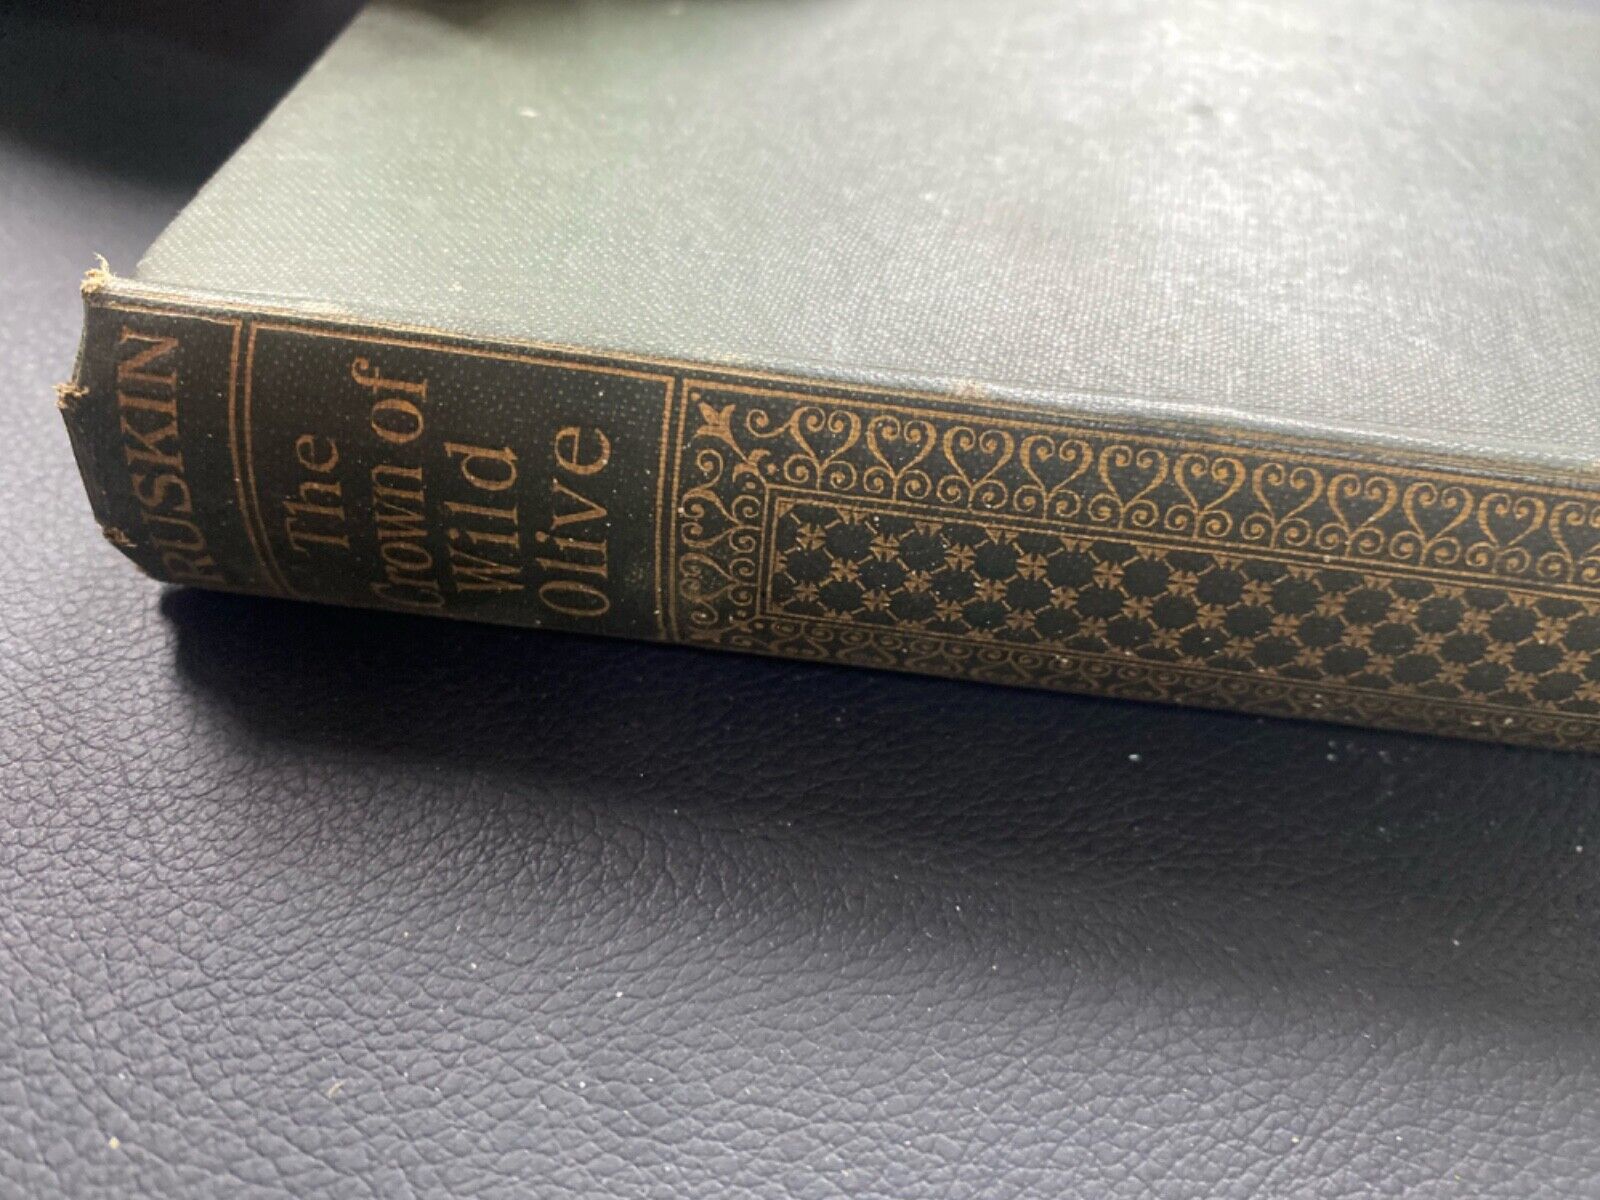 RUSKIN
The
Crown of
Wild
Olive